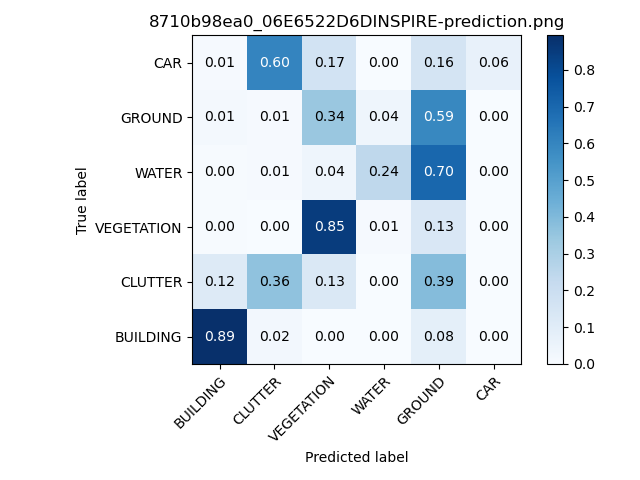 8710b98ea0_06E6522D6DINSPIRE-prediction.png
CAR 0.01 0.60 0.17 0.00 0.16 0.06
GROUND 0.01 0.01 0.34 0.04 0.59 0.00
WATER 0.00 0.01 0.04 0.24 0.70 0.00
VEGETATION 0.00 0.00 0.85 0.01 0.13 0.00
CLUTTER 0.12 0.36 0.13 0.00 0.39 0.00
BUILDING 0.89 0.02 0.00 0.00 0.08 0.00
True label
BUILDING CLUTTER VEGETATION WATER GROUND CAR
Predicted label
0.8
0.7
0.6
0.5
0.4
0.3
0.2
0.1
0.0